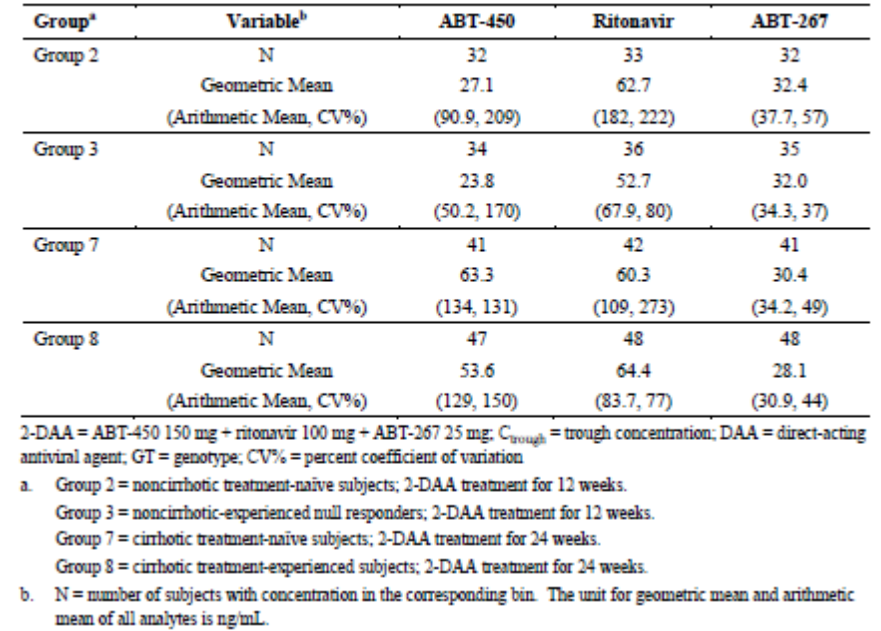 Groupᵃ Variableᵇ ABT-450 Ritonavir ABT-267
Group 2 N 32 33 32
Geometric Mean 27.1 62.7 32.4
(Arithmetic Mean, CV%) (90.9, 209) (182, 222) (37.7, 57)
Group 3 N 34 36 35
Geometric Mean 23.8 52.7 32.0
(Arithmetic Mean, CV%) (50.2, 170) (67.9, 80) (34.3, 37)
Group 7 N 41 42 41
Geometric Mean 63.3 60.3 30.4
(Arithmetic Mean, CV%) (134, 131) (109, 273) (34.2, 49)
Group 8 N 47 48 48
Geometric Mean 53.6 64.4 28.1
(Arithmetic Mean, CV%) (129, 150) (83.7, 77) (30.9, 44)
2-DAA = ABT-450 150 mg + ritonavir 100 mg + ABT-267 25 mg; Ctrough = trough concentration; DAA = direct-acting
antiviral agent; GT = genotype; CV% = percent coefficient of variation
a. Group 2 = noncirrhotic treatment-naïve subjects; 2-DAA treatment for 12 weeks.
Group 3 = noncirrhotic-experienced null responders; 2-DAA treatment for 12 weeks.
Group 7 = cirrhotic treatment-naïve subjects; 2-DAA treatment for 24 weeks.
Group 8 = cirrhotic treatment-experienced subjects; 2-DAA treatment for 24 weeks.
b. N = number of subjects with concentration in the corresponding bin. The unit for geometric mean and arithmetic
mean of all analytes is ng/mL.